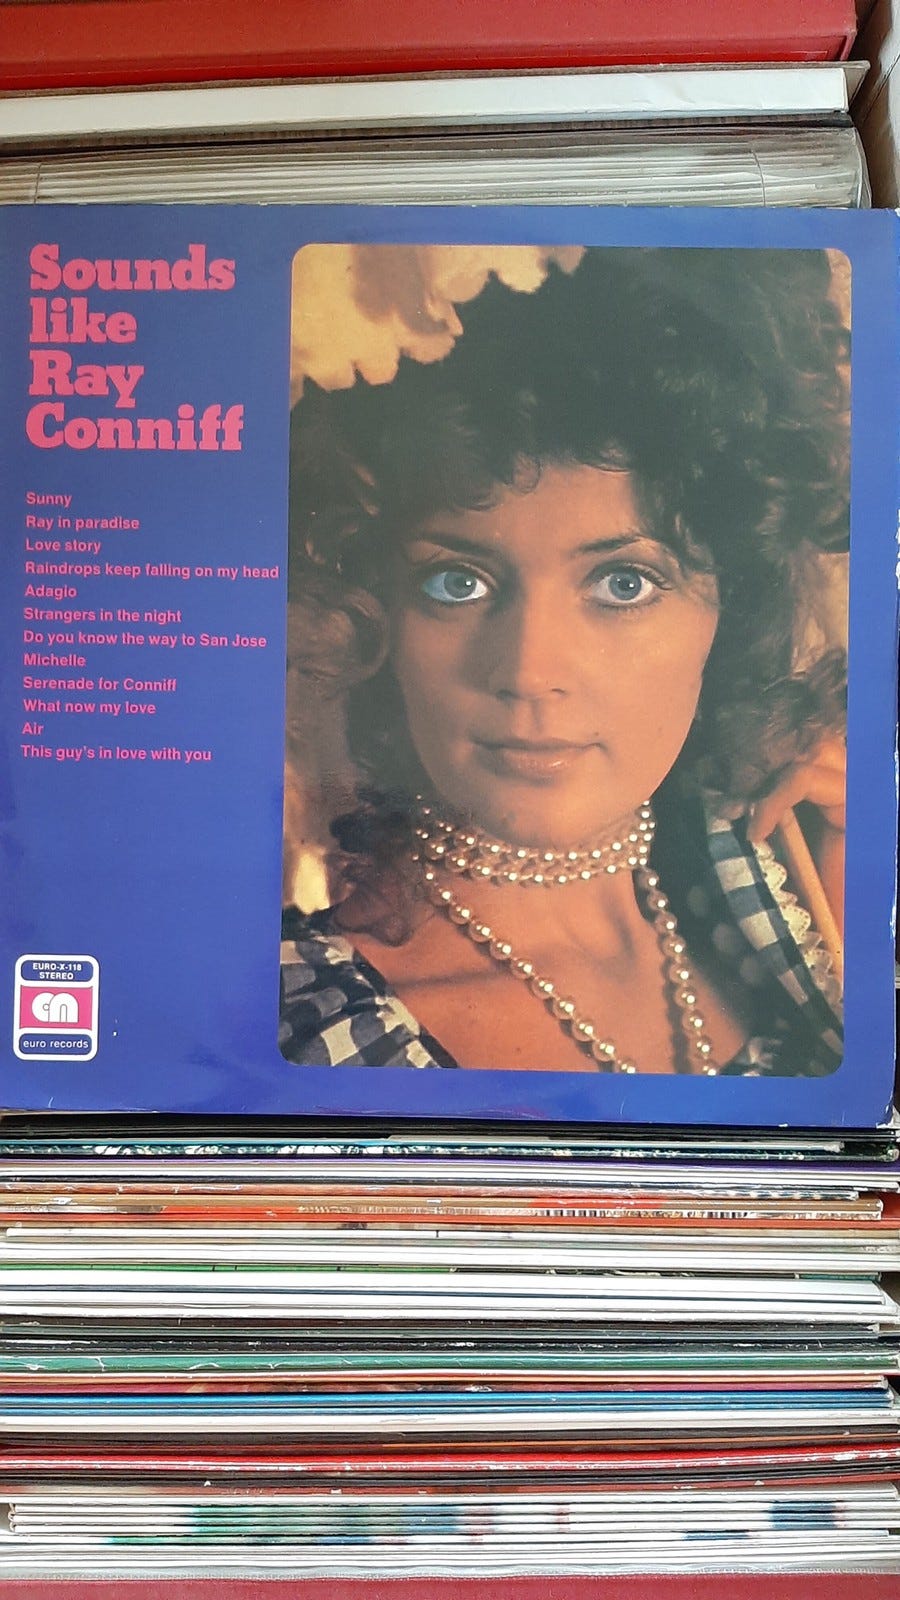 Sounds
like
Ray
Conniff
Sunny
Ray in paradise
Love story
Raindrops keep falling on my head
Adagio
Strangers in the night
Do you know the way to San Jose
Michelle
Serenade for Conniff
What now my love
Air
This guy's in love with you
EURO-X-118
STEREO
euro records